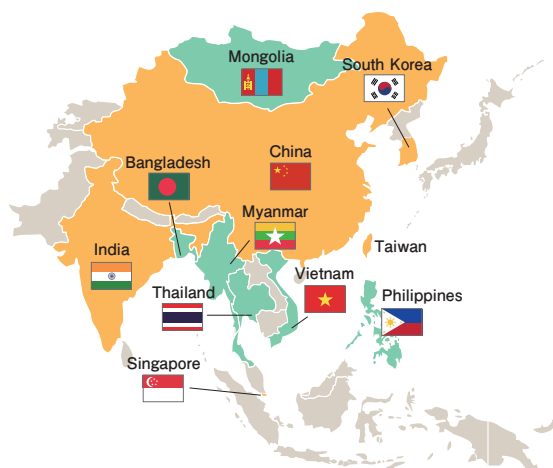 Mongolia
South Korea
China
Bangladesh
Myanmar
India
Taiwan
Vietnam
Thailand
Philippines
Singapore